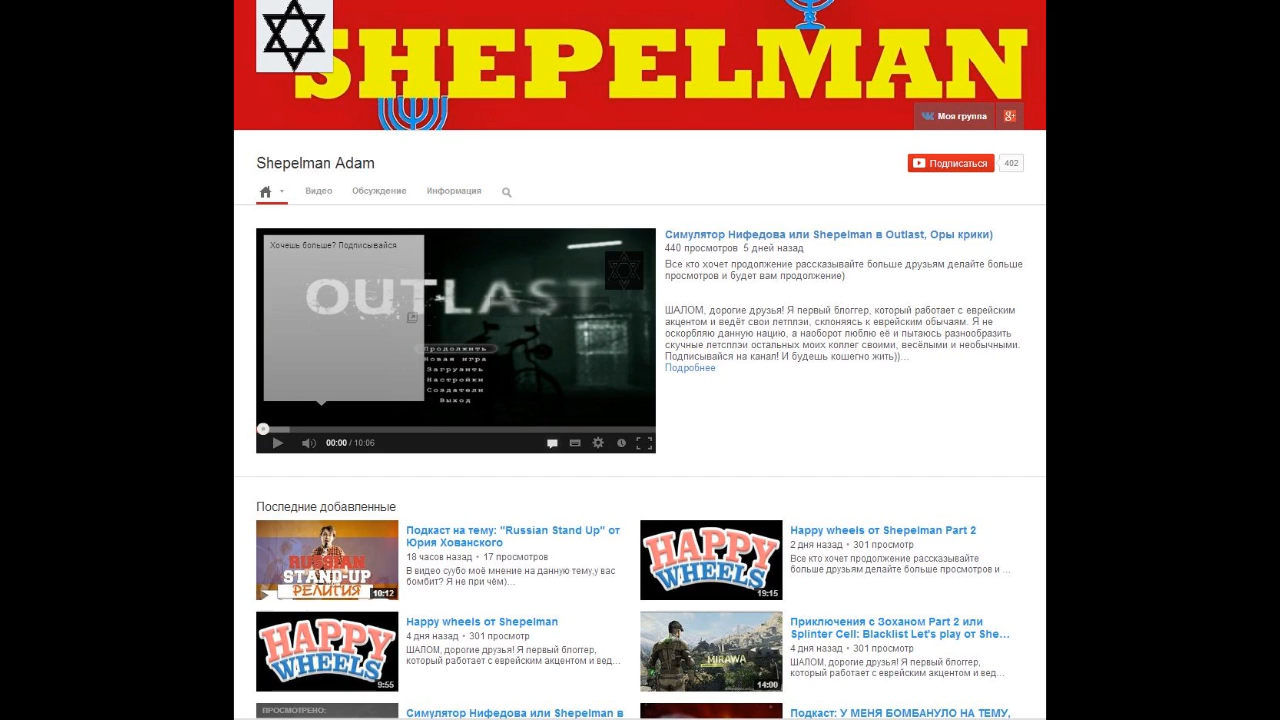 SHEPELMAN
Моя группа
g+
Shepelman Adam
Подписаться 402
Видео Обсуждение Информация
Хочешь больше? Подписывайся
OUTLAST
Продолжить
Новая игра
Загрузить
Настройки
Создатели
Выход
00:00 / 10:06
Симулятор Нифедова или Shepelman в Outlast, Оры крики)
440 просмотров 5 дней назад
Все кто хочет продолжение рассказывайте больше друзьям делайте больше
просмотров и будет вам продолжение)
ШАЛОМ, дорогие друзья! Я первый блоггер, который работает с еврейским
акцентом и ведёт свои летплэи, склоняясь к еврейским обычаям. Я не
оскорбляю данную нацию, а наоборот люблю её и пытаюсь разнообразить
скучные летсплэи остальных моих коллег своими, весёлыми и необычными.
Подписывайся на канал! И будешь кошегно жить))...
Подробнее
Последние добавленные
RUSSIAN
STAND-UP
РЕЛИГИЯ
10:12
Подкаст на тему: "Russian Stand Up" от
Юрия Хованского
18 часов назад • 17 просмотров
В видео суубо моё мнение на данную тему,у вас
бомбит? Я не при чём)...
HAPPY
WHEELS
19:15
Happy wheels от Shepelman Part 2
2 дня назад • 301 просмотр
Все кто хочет продолжение рассказывайте
больше друзьям делайте больше просмотров и ...
HAPPY
WHEELS
9:55
Happy wheels от Shepelman
4 дня назад • 301 просмотр
ШАЛОМ, дорогие друзья! Я первый блоггер,
который работает с еврейским акцентом и вед...
MIRAWA
14:00
Приключения с Зоханом Part 2 или
Splinter Cell: Blacklist Let's play от She...
4 дня назад • 301 просмотр
ШАЛОМ, дорогие друзья! Я первый блоггер,
который работает с еврейским акцентом и вед...
ПРОСМОТРЕНО:
Симулятор Нифедова или Shepelman в
Подкаст: У МЕНЯ БОМБАНУЛО НА ТЕМУ,